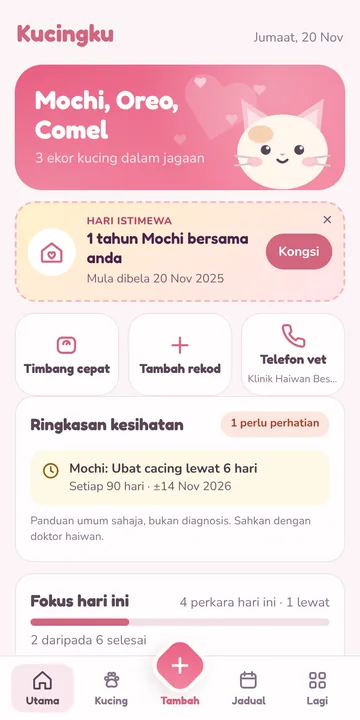 Kucingku
Jumaat, 20 Nov
Mochi, Oreo,
Comel
3 ekor kucing dalam jagaan
HARI ISTIMEWA
1 tahun Mochi bersama
anda
Mula dibela 20 Nov 2025
Kongsi
Timbang cepat
Tambah rekod
Telefon vet
Klinik Haiwan Bes...
Ringkasan kesihatan
1 perlu perhatian
Mochi: Ubat cacing lewat 6 hari
Setiap 90 hari · ±14 Nov 2026
Panduan umum sahaja, bukan diagnosis. Sahkan dengan
doktor haiwan.
Fokus hari ini
4 perkara hari ini · 1 lewat
2 daripada 6 selesai
Utama
Kucing
Tambah
Jadual
Lagi